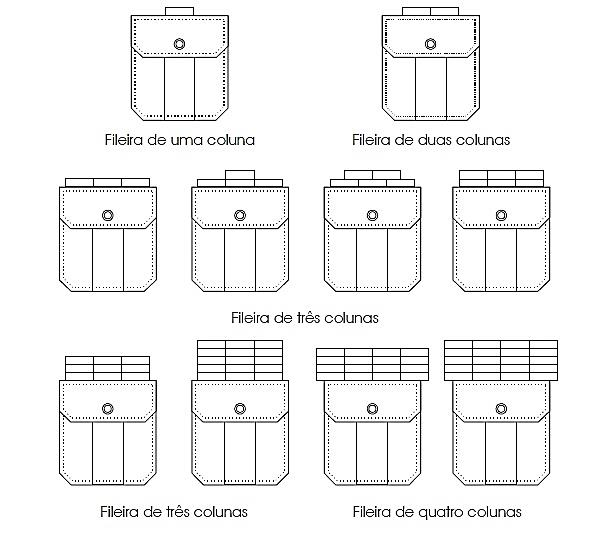 Fileira de uma coluna
Fileira de duas colunas
Fileira de três colunas
Fileira de três colunas
Fileira de quatro colunas